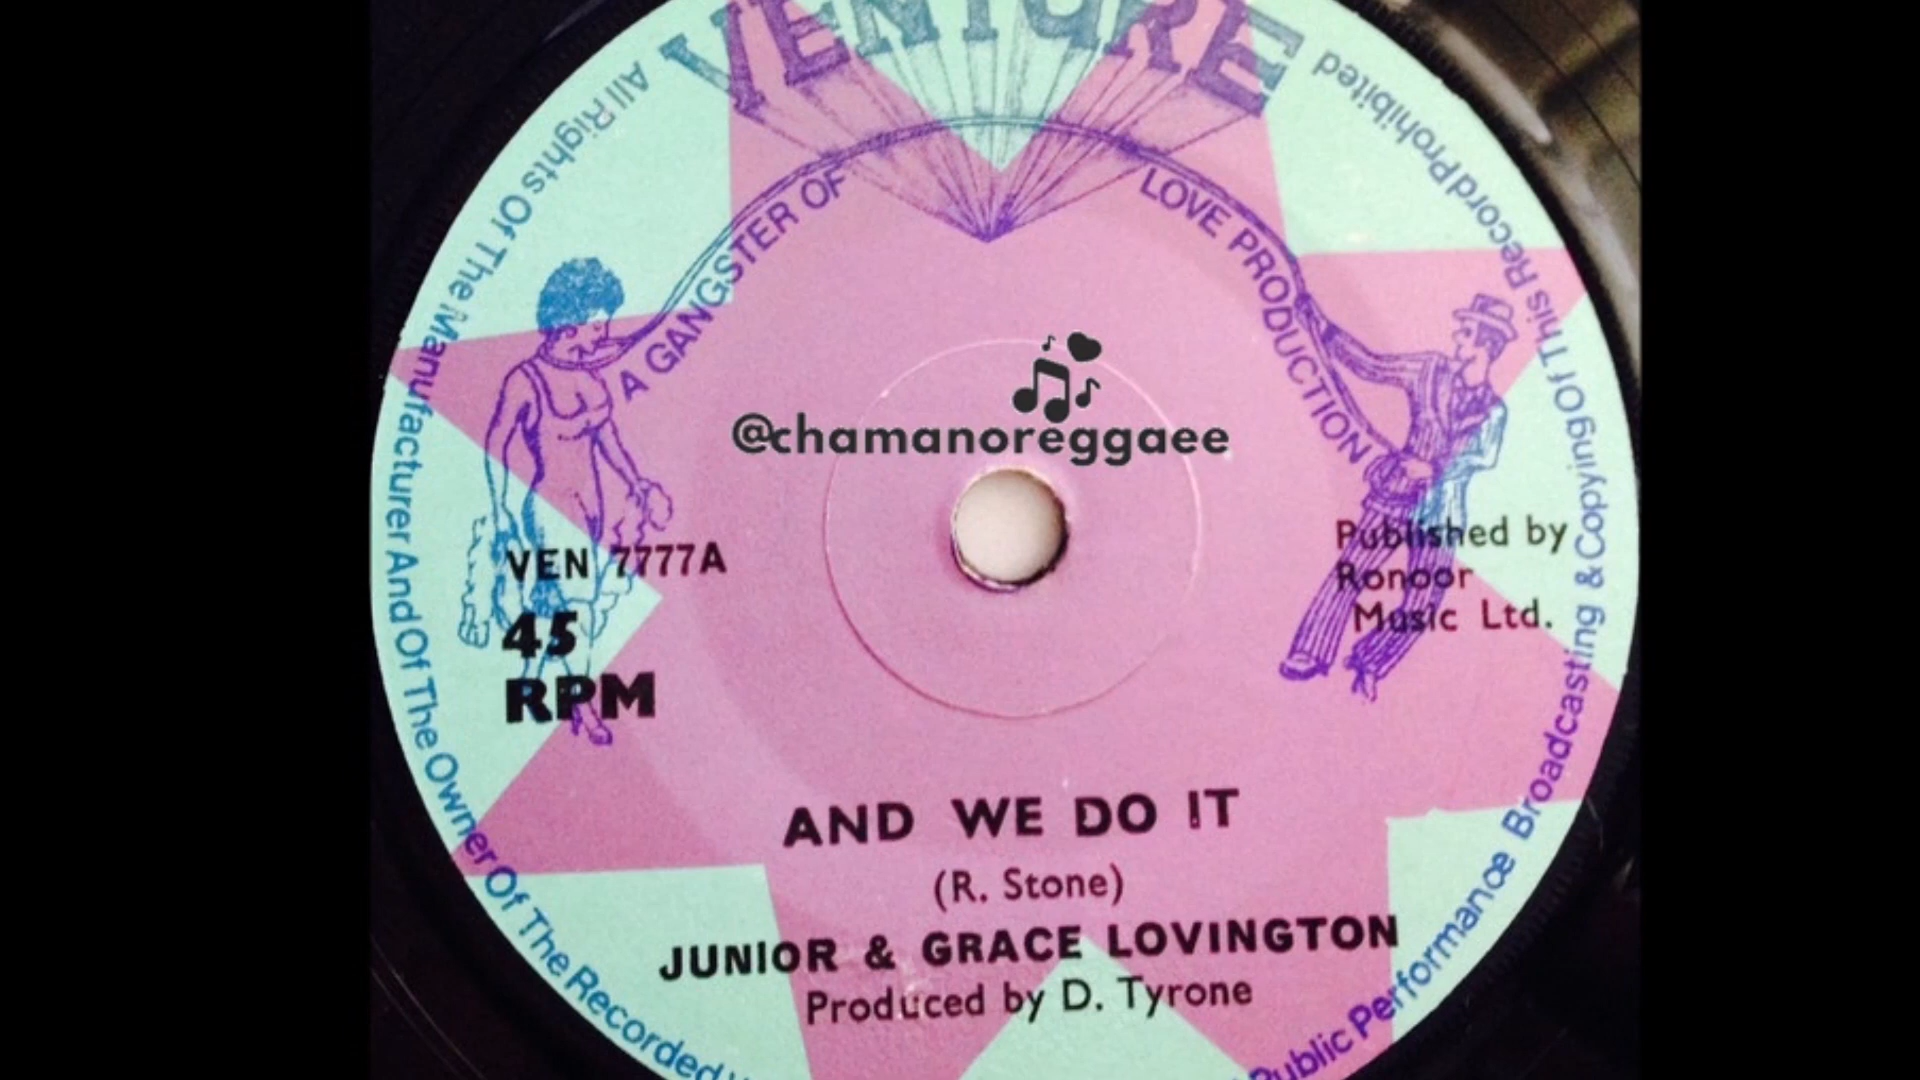 VENTURE
A GANGSTER OF LOVE PRODUCTION
@chamanoreggaee
VEN 7777A
45
RPM
Published by
Ronoor
Music Ltd.
AND WE DO IT
(R. Stone)
JUNIOR & GRACE LOVINGTON
Produced by D. Tyrone
All Rights Of The Manufacturer And Of The Owner Of The Recorded
Public Performance Broadcasting & Copying Of This Record Prohibited